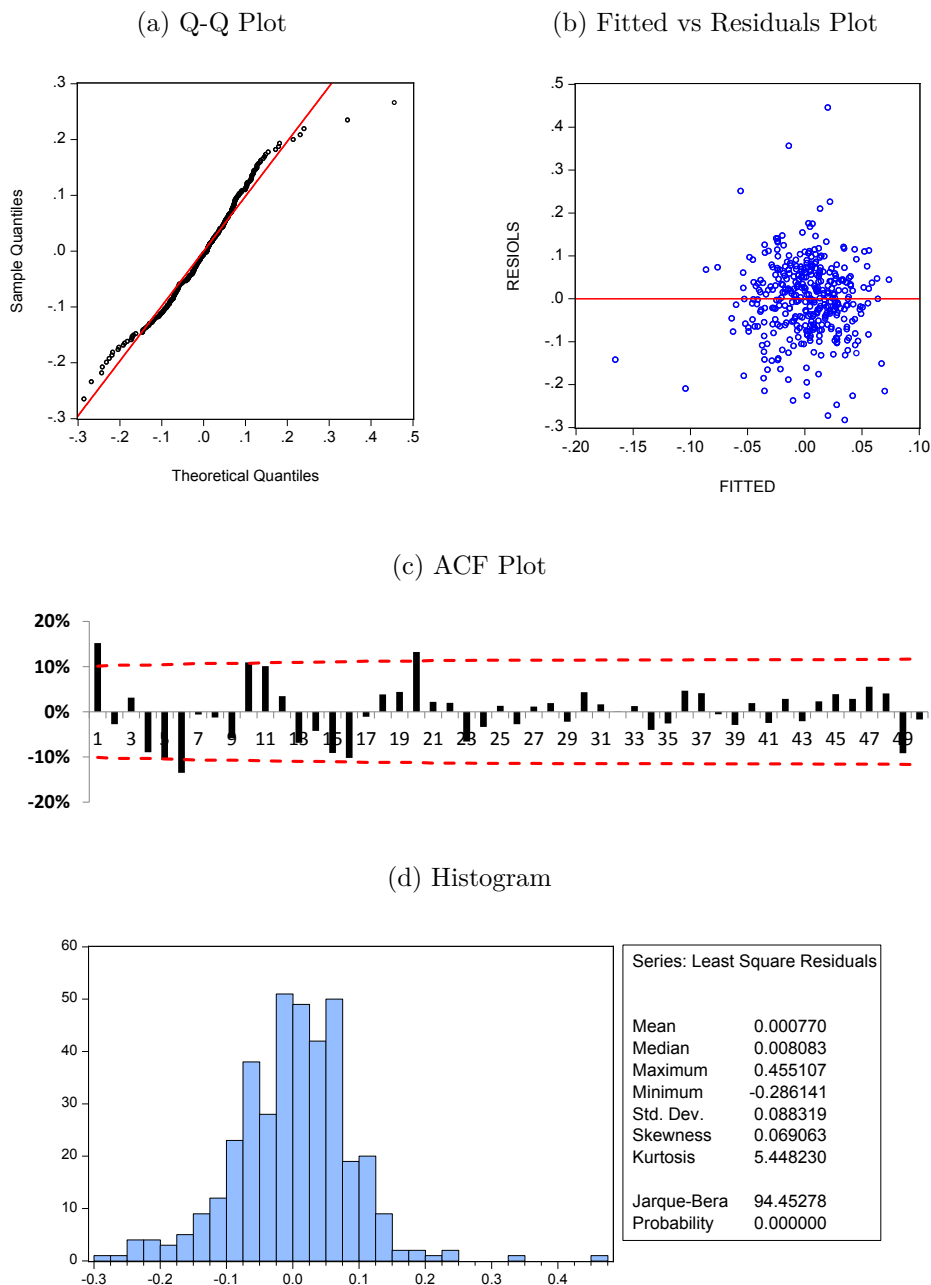 (a) Q-Q Plot
.3
.2
.1
.0
-.1
-.2
-.3
Sample Quantiles
-.3 -.2 -.1 .0 .1 .2 .3 .4 .5
Theoretical Quantiles
(b) Fitted vs Residuals Plot
.5
.4
.3
.2
.1
.0
-.1
-.2
-.3
RESIOLS
-.20 -.15 -.10 -.05 .00 .05 .10
FITTED
(c) ACF Plot
20%
10%
0%
-10%
-20%
1 3 5 7 9 11 13 15 17 19 21 23 25 27 29 31 33 35 37 39 41 43 45 47 49
(d) Histogram
60
50
40
30
20
10
0
-0.3 -0.2 -0.1 0.0 0.1 0.2 0.3 0.4
Series: Least Square Residuals
Mean 0.000770
Median 0.008083
Maximum 0.455107
Minimum -0.286141
Std. Dev. 0.088319
Skewness 0.069063
Kurtosis 5.448230
Jarque-Bera 94.45278
Probability 0.000000